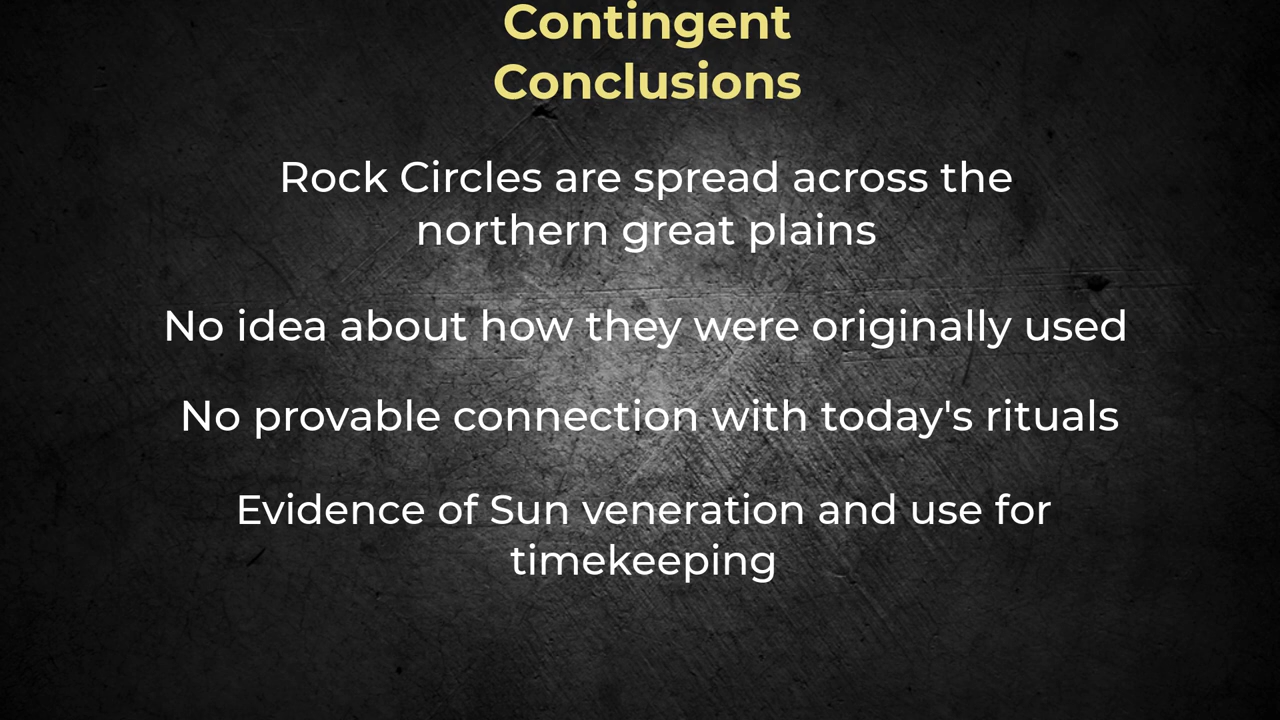 Contingent
Conclusions
Rock Circles are spread across the
northern great plains
No idea about how they were originally used
No provable connection with today's rituals
Evidence of Sun veneration and use for
timekeeping